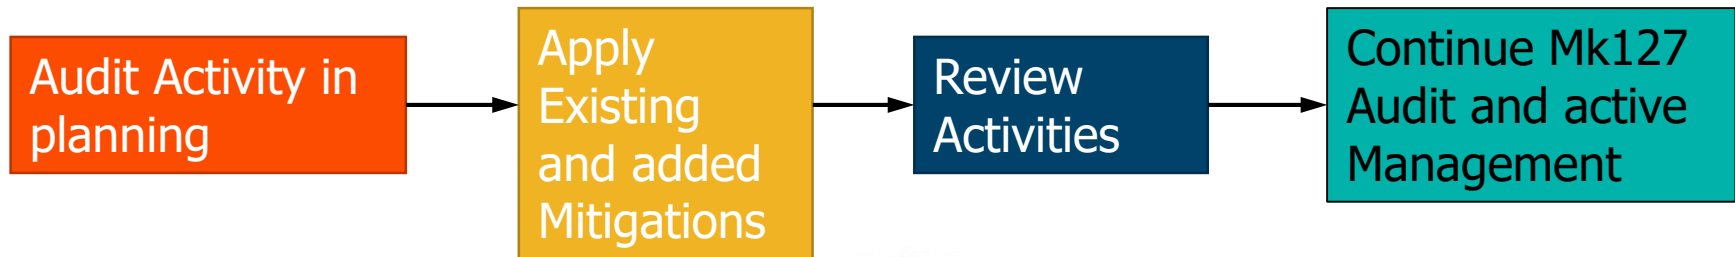 Audit Activity in
planning
Apply
Existing
and added
Mitigations
Review
Activities
Continue Mk127
Audit and active
Management